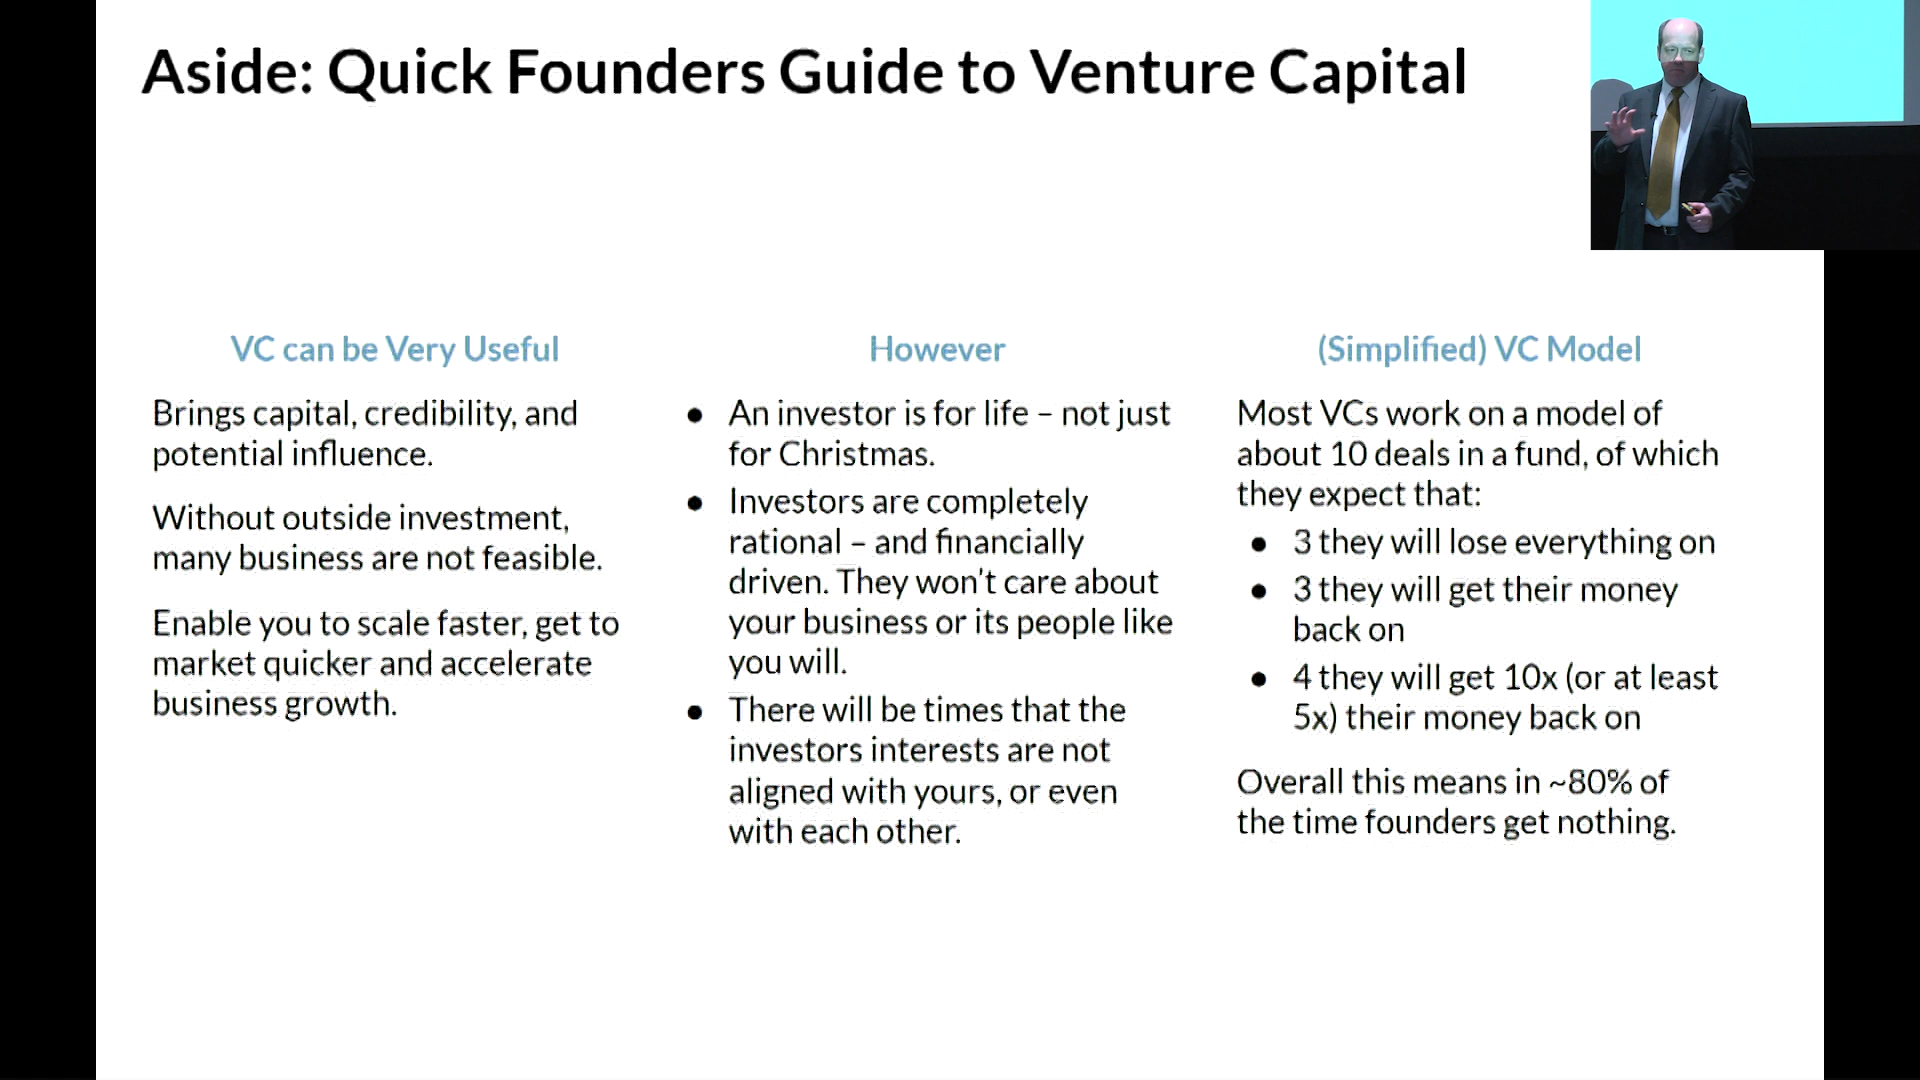 Aside: Quick Founders Guide to Venture Capital
VC can be Very Useful
Brings capital, credibility, and
potential influence.
Without outside investment,
many business are not feasible.
Enable you to scale faster, get to
market quicker and accelerate
business growth.
However
● An investor is for life – not just
for Christmas.
● Investors are completely
rational – and financially
driven. They won't care about
your business or its people like
you will.
● There will be times that the
investors interests are not
aligned with yours, or even
with each other.
(Simplified) VC Model
Most VCs work on a model of
about 10 deals in a fund, of which
they expect that:
● 3 they will lose everything on
● 3 they will get their money
back on
● 4 they will get 10x (or at least
5x) their money back on
Overall this means in ~80% of
the time founders get nothing.